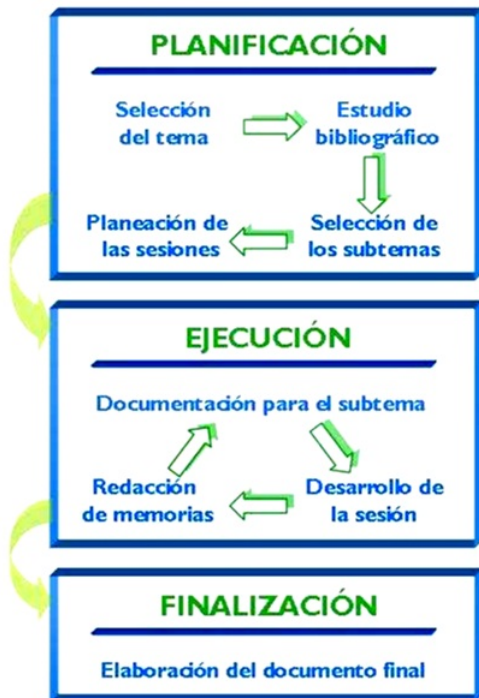 PLANIFICACIÓN
Selección
del tema
Estudio
bibliográfico
Planeación de
las sesiones
Selección de
los subtemas
EJECUCIÓN
Documentación para el subtema
Redacción
de memorias
Desarrollo de
la sesión
FINALIZACIÓN
Elaboración del documento final